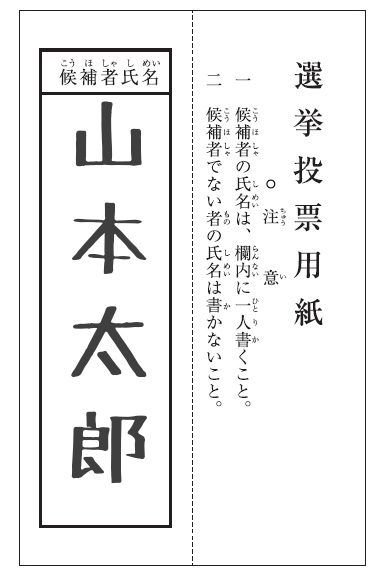 選挙投票用紙
注意
一 候補者の氏名は、欄内に一人書くこと。
二 候補者でない者の氏名は書かないこと。
候補者氏名
山本太郎